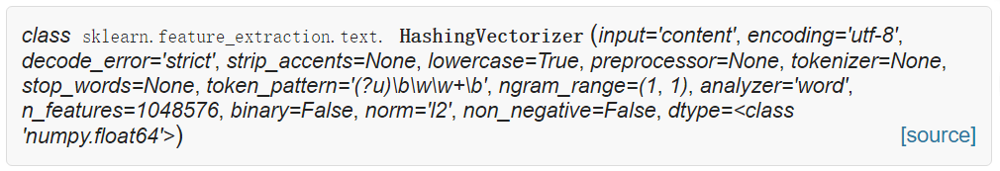 class sklearn.feature_extraction.text. HashingVectorizer (input='content', encoding='utf-8',
decode_error='strict', strip_accents=None, lowercase=True, preprocessor=None, tokenizer=None,
stop_words=None, token_pattern='(?u)\b\w\w+\b', ngram_range=(1, 1), analyzer='word',
n_features=1048576, binary=False, norm='l2', non_negative=False, dtype=<class
'numpy.float64'>) [source]